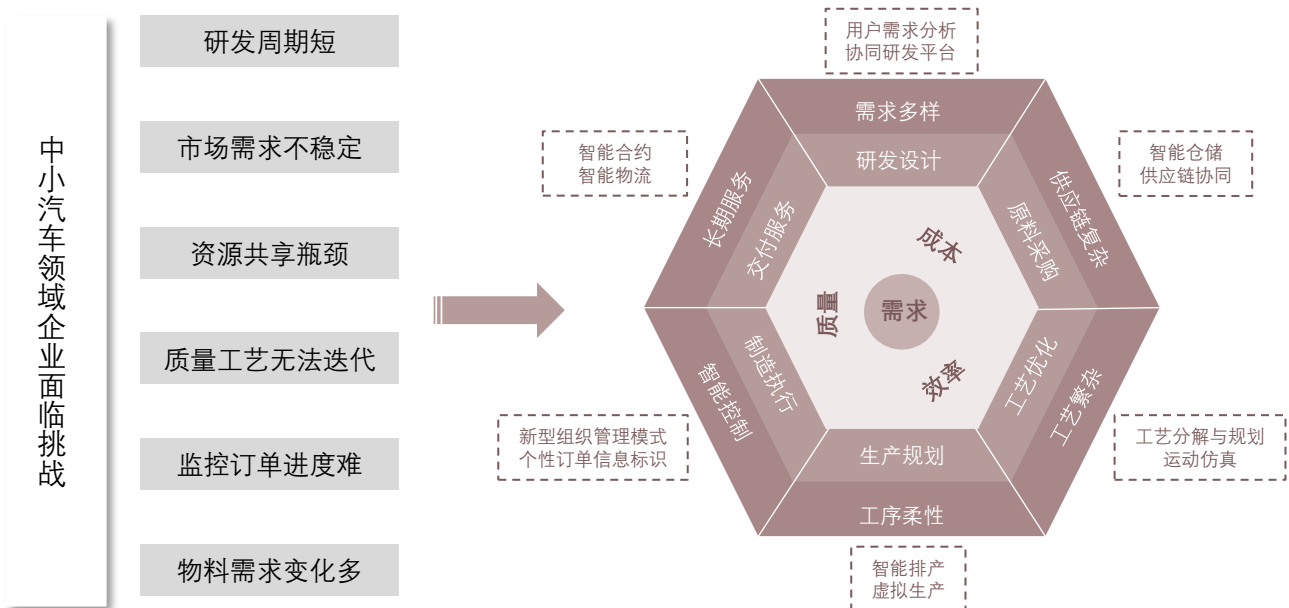 中小汽车领域企业面临挑战
研发周期短
市场需求不稳定
资源共享瓶颈
质量工艺无法迭代
监控订单进度难
物料需求变化多
用户需求分析
协同研发平台
需求多样
研发设计
智能合约
智能物流
长期服务
交付服务
智能仓储
供应链协同
供应链复杂
原料采购
成本
质量
需求
效率
新型组织管理模式
个性订单信息标识
智能控制
制造执行
工艺优化
工艺繁杂
工艺分解与规划
运动仿真
生产规划
工序柔性
智能排产
虚拟生产